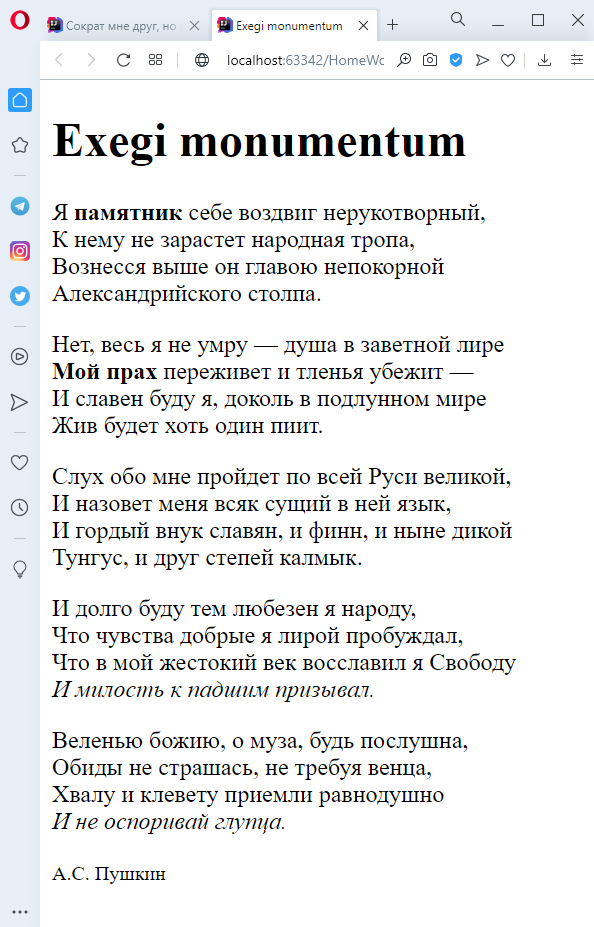 Сократ мне друг, но
Exegi monumentum
localhost:63342/HomeWo
Exegi monumentum
Я памятник себе воздвиг нерукотворный,
К нему не зарастет народная тропа,
Вознесся выше он главою непокорной
Александрийского столпа.
Нет, весь я не умру — душа в заветной лире
Мой прах переживет и тленья убежит —
И славен буду я, доколь в подлунном мире
Жив будет хоть один пиит.
Слух обо мне пройдет по всей Руси великой,
И назовет меня всяк сущий в ней язык,
И гордый внук славян, и финн, и ныне дикой
Тунгус, и друг степей калмык.
И долго буду тем любезен я народу,
Что чувства добрые я лирой пробуждал,
Что в мой жестокий век восславил я Свободу
И милость к падшим призывал.
Веленью божию, о муза, будь послушна,
Обиды не страшась, не требуя венца,
Хвалу и клевету приемли равнодушно
И не оспоривай глупца.
А.С. Пушкин